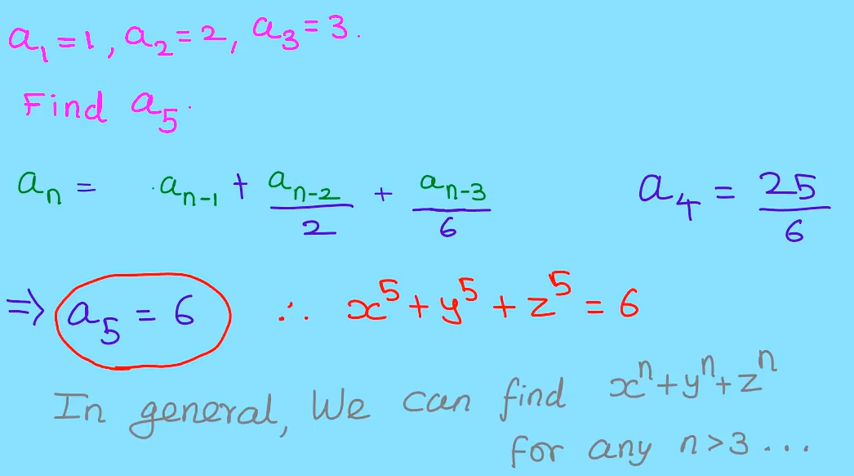 a₁ = 1, a₂ = 2, a₃ = 3.
Find a₅.
aₙ = aₙ₋₁ + aₙ₋₂/2 + aₙ₋₃/6 a₄ = 25/6
⇒ a₅ = 6 ∴ x⁵ + y⁵ + z⁵ = 6
In general, We can find xⁿ + yⁿ + zⁿ
for any n > 3 ...